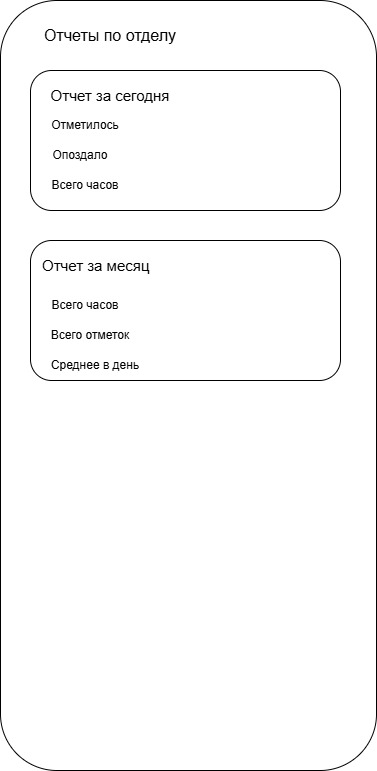 Отчеты по отделу
Отчет за сегодня
Отметилось
Опоздало
Всего часов
Отчет за месяц
Всего часов
Всего отметок
Среднее в день